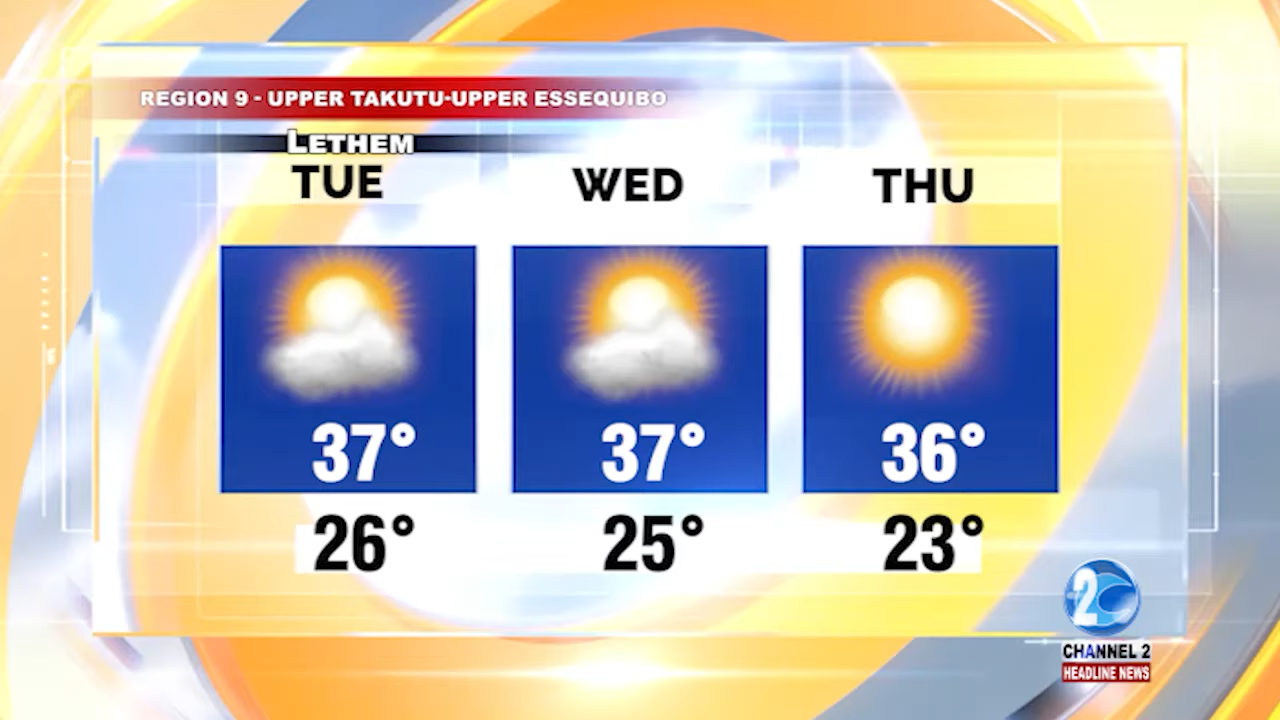 REGION 9 - UPPER TAKUTU-UPPER ESSEQUIBO
LETHEM
TUE WED THU
37° 37° 36°
26° 25° 23°
2
CHANNEL 2
HEADLINE NEWS